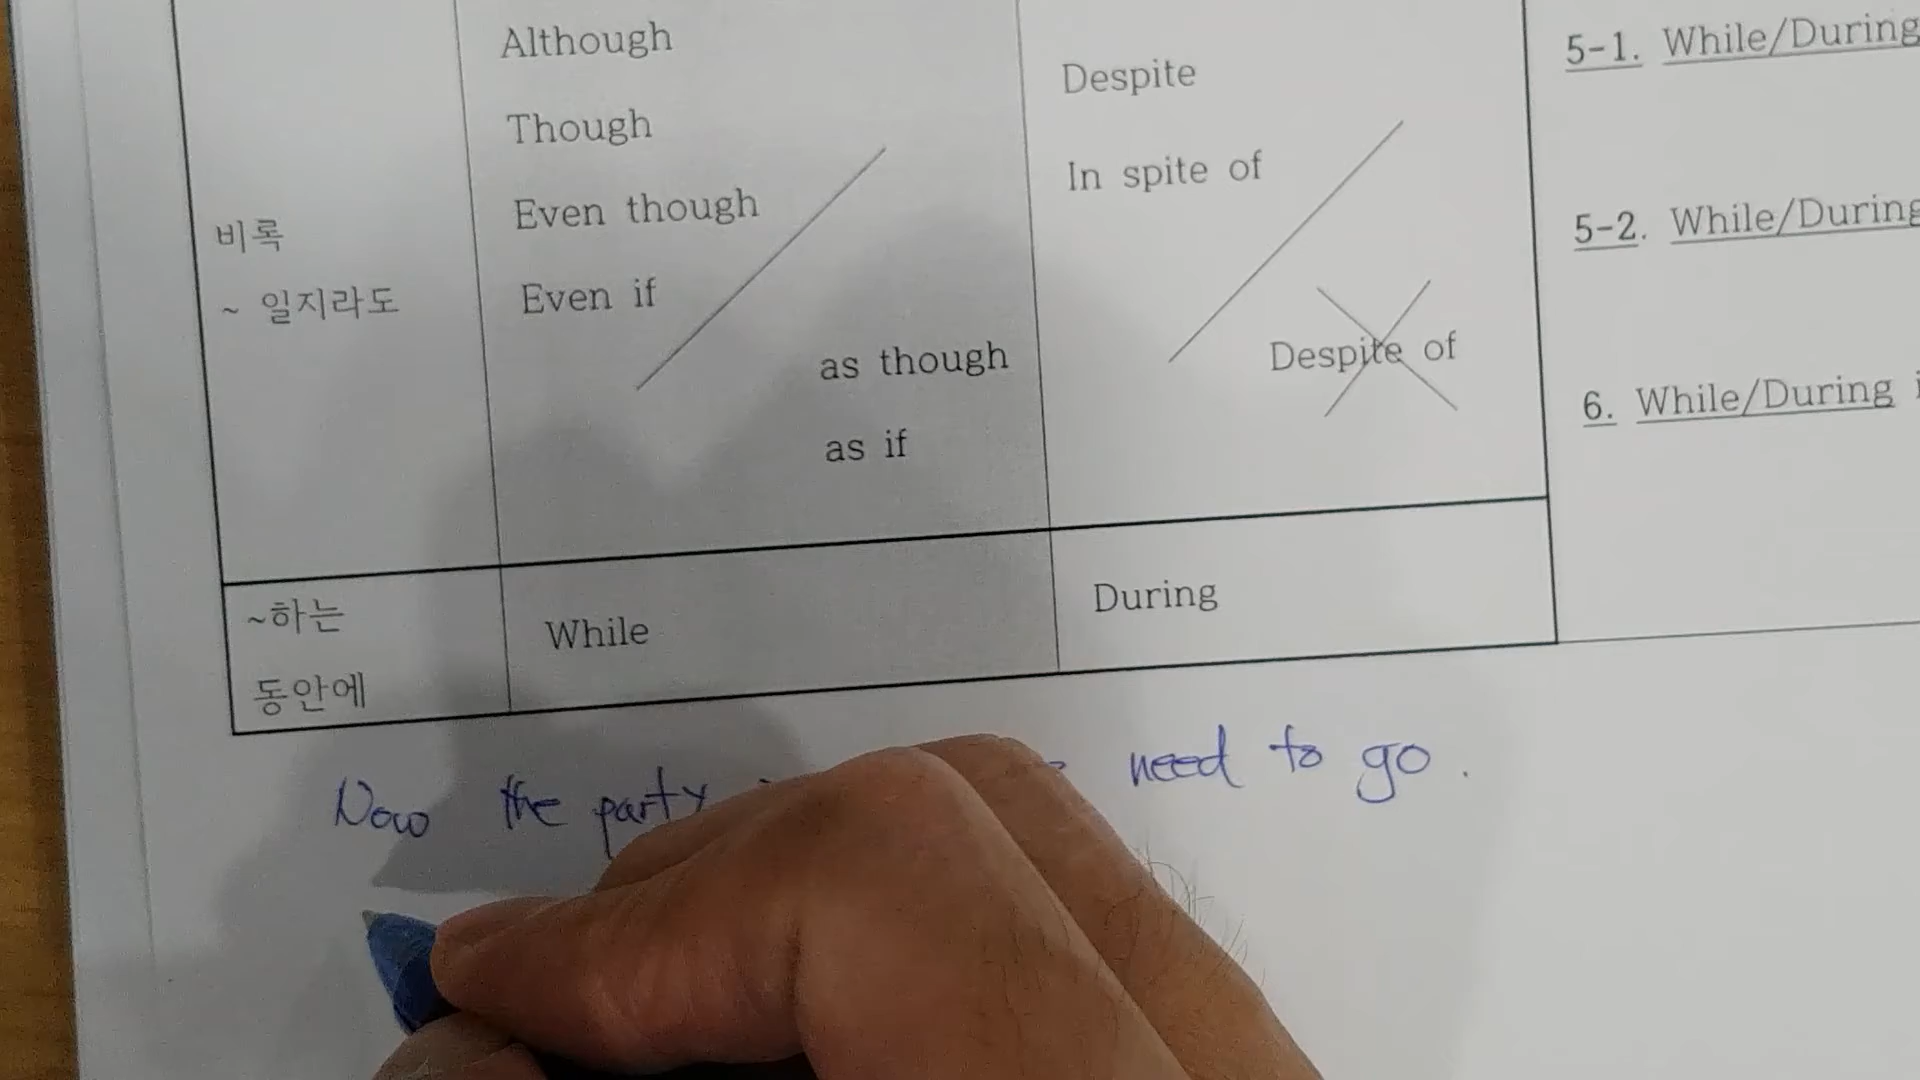 Although
Though
Even though
Even if
as though
as if
Despite
In spite of
Despite of
비록
~ 일지라도
~하는
동안에
While
During
5-1. While/During
5-2. While/During
6. While/During
Now the party need to go.